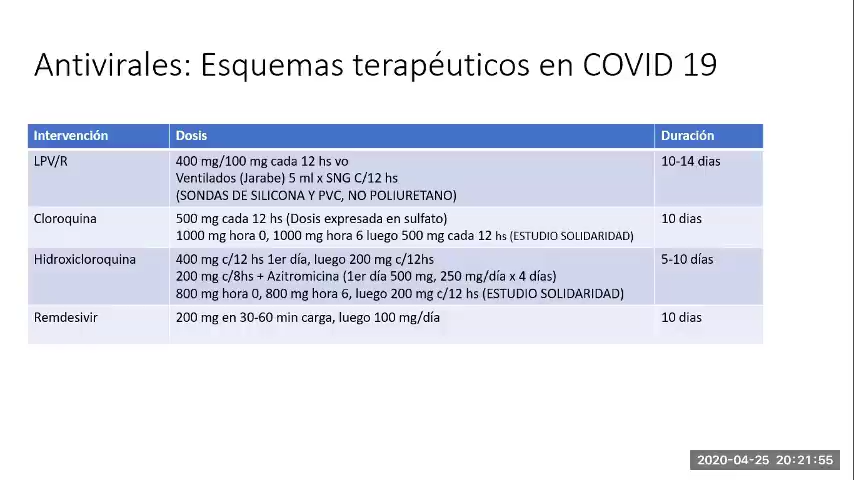 Antivirales: Esquemas terapéuticos en COVID 19
Intervención Dosis Duración
LPV/R 400 mg/100 mg cada 12 hs vo 10-14 dias
Ventilados (Jarabe) 5 ml x SNG C/12 hs
(SONDAS DE SILICONA Y PVC, NO POLIURETANO)
Cloroquina 500 mg cada 12 hs (Dosis expresada en sulfato) 10 dias
1000 mg hora 0, 1000 mg hora 6 luego 500 mg cada 12 hs (ESTUDIO SOLIDARIDAD)
Hidroxicloroquina 400 mg c/12 hs 1er día, luego 200 mg c/12hs 5-10 días
200 mg c/8hs + Azitromicina (1er día 500 mg, 250 mg/día x 4 días)
800 mg hora 0, 800 mg hora 6, luego 200 mg c/12 hs (ESTUDIO SOLIDARIDAD)
Remdesivir 200 mg en 30-60 min carga, luego 100 mg/día 10 dias
2020-04-25 20:21:55